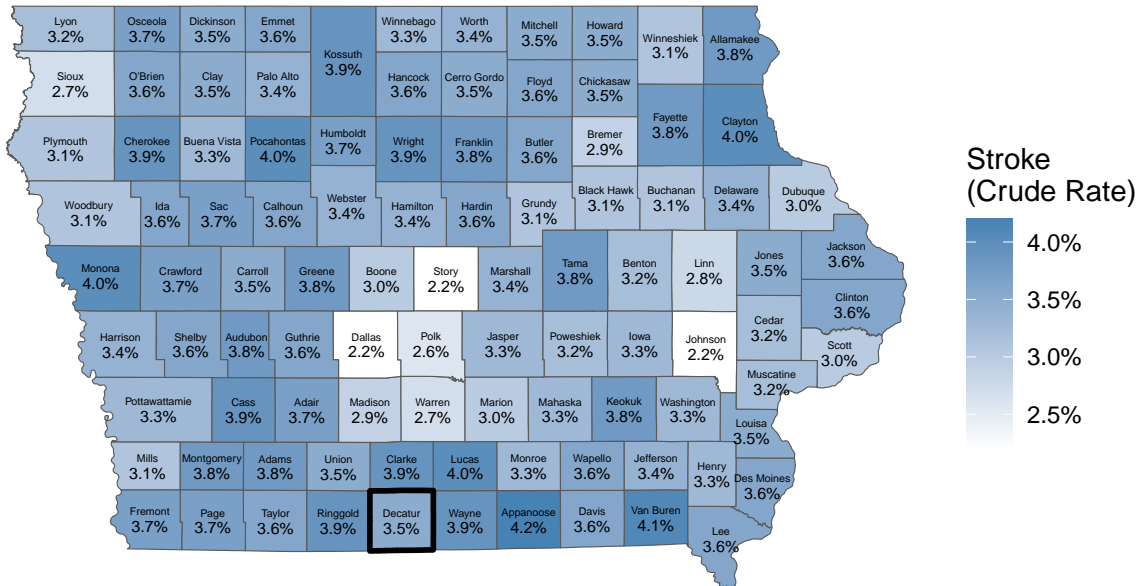 Lyon
3.2%
Osceola
3.7%
Dickinson
3.5%
Emmet
3.6%
Kossuth
3.9%
Winnebago
3.3%
Worth
3.4%
Mitchell
3.5%
Howard
3.5%
Winneshiek
3.1%
Allamakee
3.8%
Sioux
2.7%
O'Brien
3.6%
Clay
3.5%
Palo Alto
3.4%
Hancock
3.6%
Cerro Gordo
3.5%
Floyd
3.6%
Chickasaw
3.5%
Fayette
3.8%
Clayton
4.0%
Plymouth
3.1%
Cherokee
3.9%
Buena Vista
3.3%
Pocahontas
4.0%
Humboldt
3.7%
Wright
3.9%
Franklin
3.8%
Butler
3.6%
Bremer
2.9%
Woodbury
3.1%
Ida
3.6%
Sac
3.7%
Calhoun
3.6%
Webster
3.4%
Hamilton
3.4%
Hardin
3.6%
Grundy
3.1%
Black Hawk
3.1%
Buchanan
3.1%
Delaware
3.4%
Dubuque
3.0%
Monona
4.0%
Crawford
3.7%
Carroll
3.5%
Greene
3.8%
Boone
3.0%
Story
2.2%
Marshall
3.4%
Tama
3.8%
Benton
3.2%
Linn
2.8%
Jones
3.5%
Jackson
3.6%
Clinton
3.6%
Harrison
3.4%
Shelby
3.6%
Audubon
3.8%
Guthrie
3.6%
Dallas
2.2%
Polk
2.6%
Jasper
3.3%
Poweshiek
3.2%
Iowa
3.3%
Johnson
2.2%
Cedar
3.2%
Scott
3.0%
Muscatine
3.2%
Pottawattamie
3.3%
Cass
3.9%
Adair
3.7%
Madison
2.9%
Warren
2.7%
Marion
3.0%
Mahaska
3.3%
Keokuk
3.8%
Washington
3.3%
Louisa
3.5%
Mills
3.1%
Montgomery
3.8%
Adams
3.8%
Union
3.5%
Clarke
3.9%
Lucas
4.0%
Monroe
3.3%
Wapello
3.6%
Jefferson
3.4%
Henry
3.3%
Des Moines
3.6%
Fremont
3.7%
Page
3.7%
Taylor
3.6%
Ringgold
3.9%
Decatur
3.5%
Wayne
3.9%
Appanoose
4.2%
Davis
3.6%
Van Buren
4.1%
Lee
3.6%
Stroke
(Crude Rate)
4.0%
3.5%
3.0%
2.5%